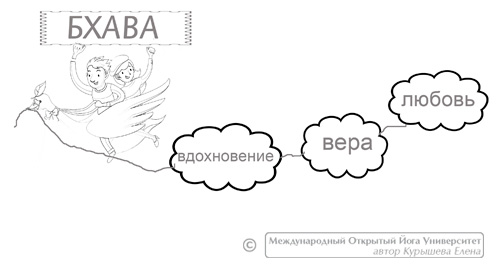 БХАВА
любовь
вера
вдохновение
© Международный Открытый Йога Университет
автор Курышева Елена